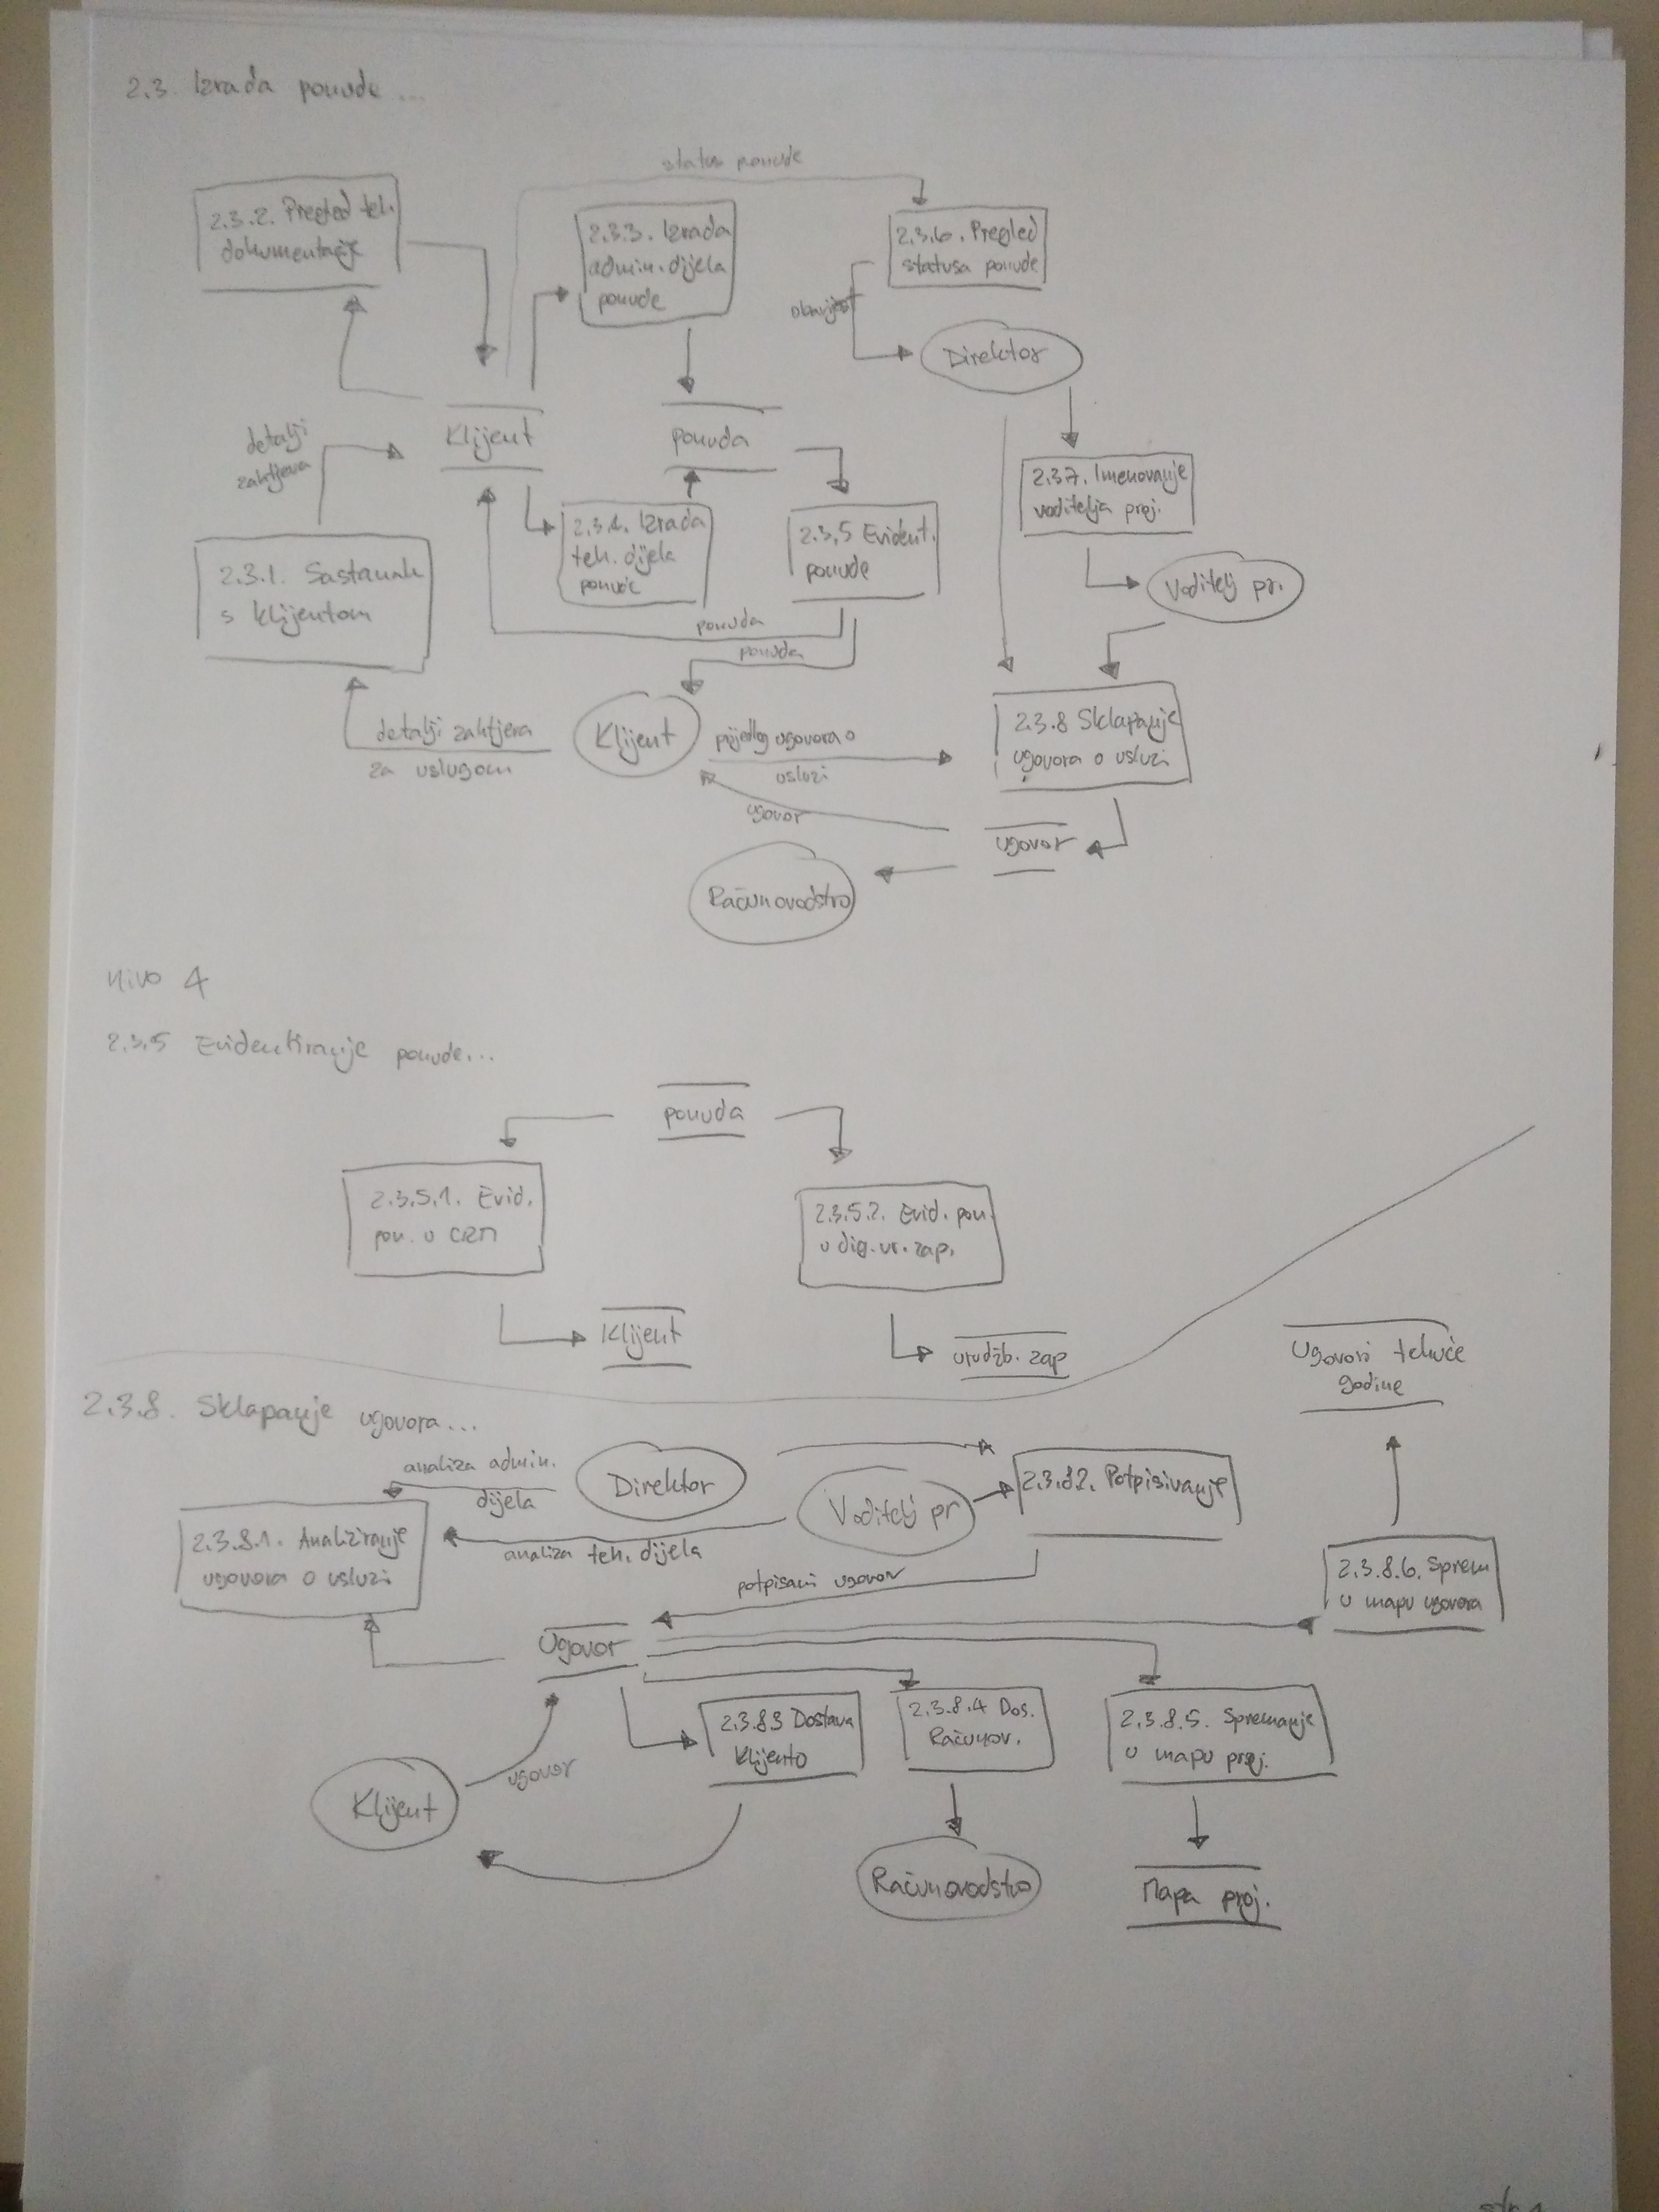 2.3. Izrada ponude ...
status ponude
2.3.2. Pregled teh.
dokumentacije
2.3.3. Izrada
admin. dijela
ponude
2.3.6. Pregled
statusa ponude
obavijest
Direktor
detalji
zahtjeva
Klijent
ponuda
2.3.7. Imenovanje
voditelja proj.
2.3.4. Izrada
teh. dijela
ponude
2.3.5 Evident.
ponude
2.3.1. Sastanak
s klijentom
Voditelj pr.
ponuda
ponuda
detalji zahtjera
za uslugom
Klijent
prijedlog ugovora o
usluzi
2.3.8 Sklapanje
ugovora o usluzi
ugovor
ugovor
Računovodstvo
nivo 4
2.3.5 Evidentiranje ponude...
ponuda
2.3.5.1. Evid.
pon. u CRM
2.3.5.2. Evid. pon.
u dig. ur. zap.
Klijent
urudžb. zap
Ugovori tekuće
godine
2.3.8. Sklapanje ugovora...
analiza admin.
dijela
Direktor
Voditelj pr
2.3.8.2. Potpisivanje
2.3.8.1. Analiziranje
ugovora o usluzi
analiza teh. dijela
potpisani ugovor
2.3.8.6. Sprem
u mapu ugovora
Ugovor
2.3.8.3 Dostava
Klijentu
2.3.8.4 Dos.
Računov.
2.3.8.5. Spremanje
u mapu proj.
ugovor
Klijent
Računovodstvo
Mapa proj.